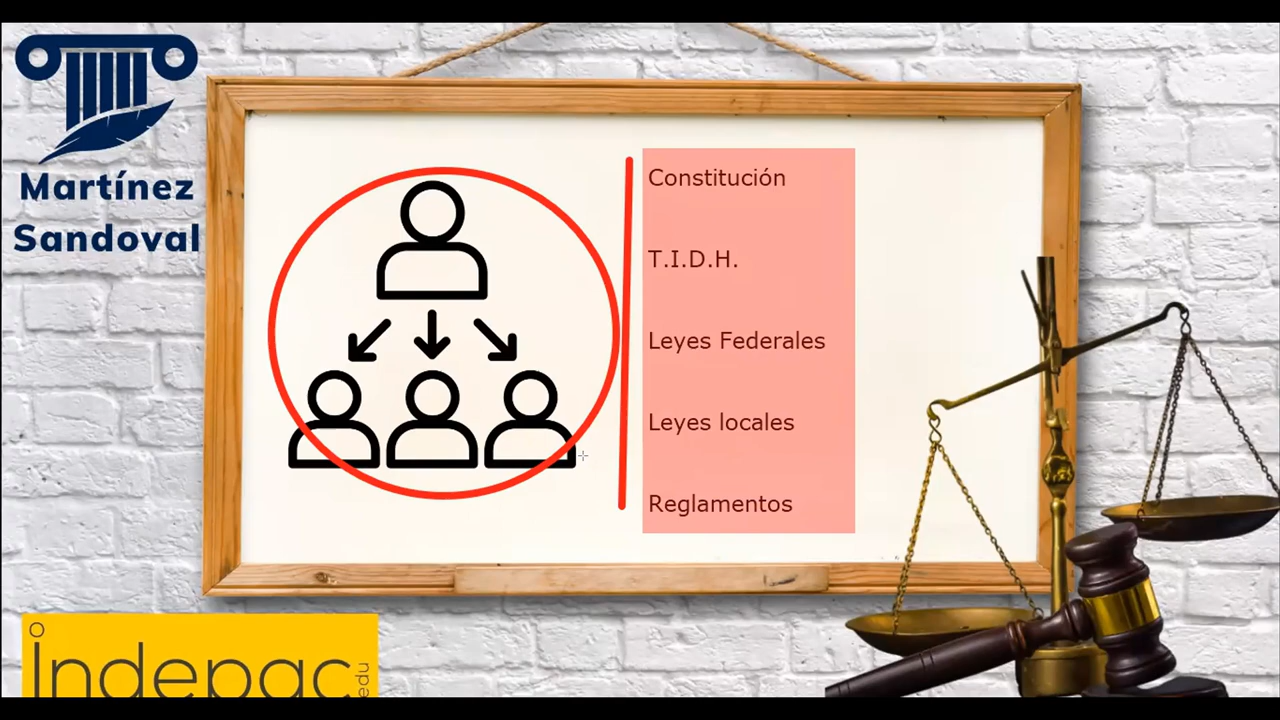 Martínez
Sandoval
Constitución
T.I.D.H.
Leyes Federales
Leyes locales
Reglamentos
indepac.edu